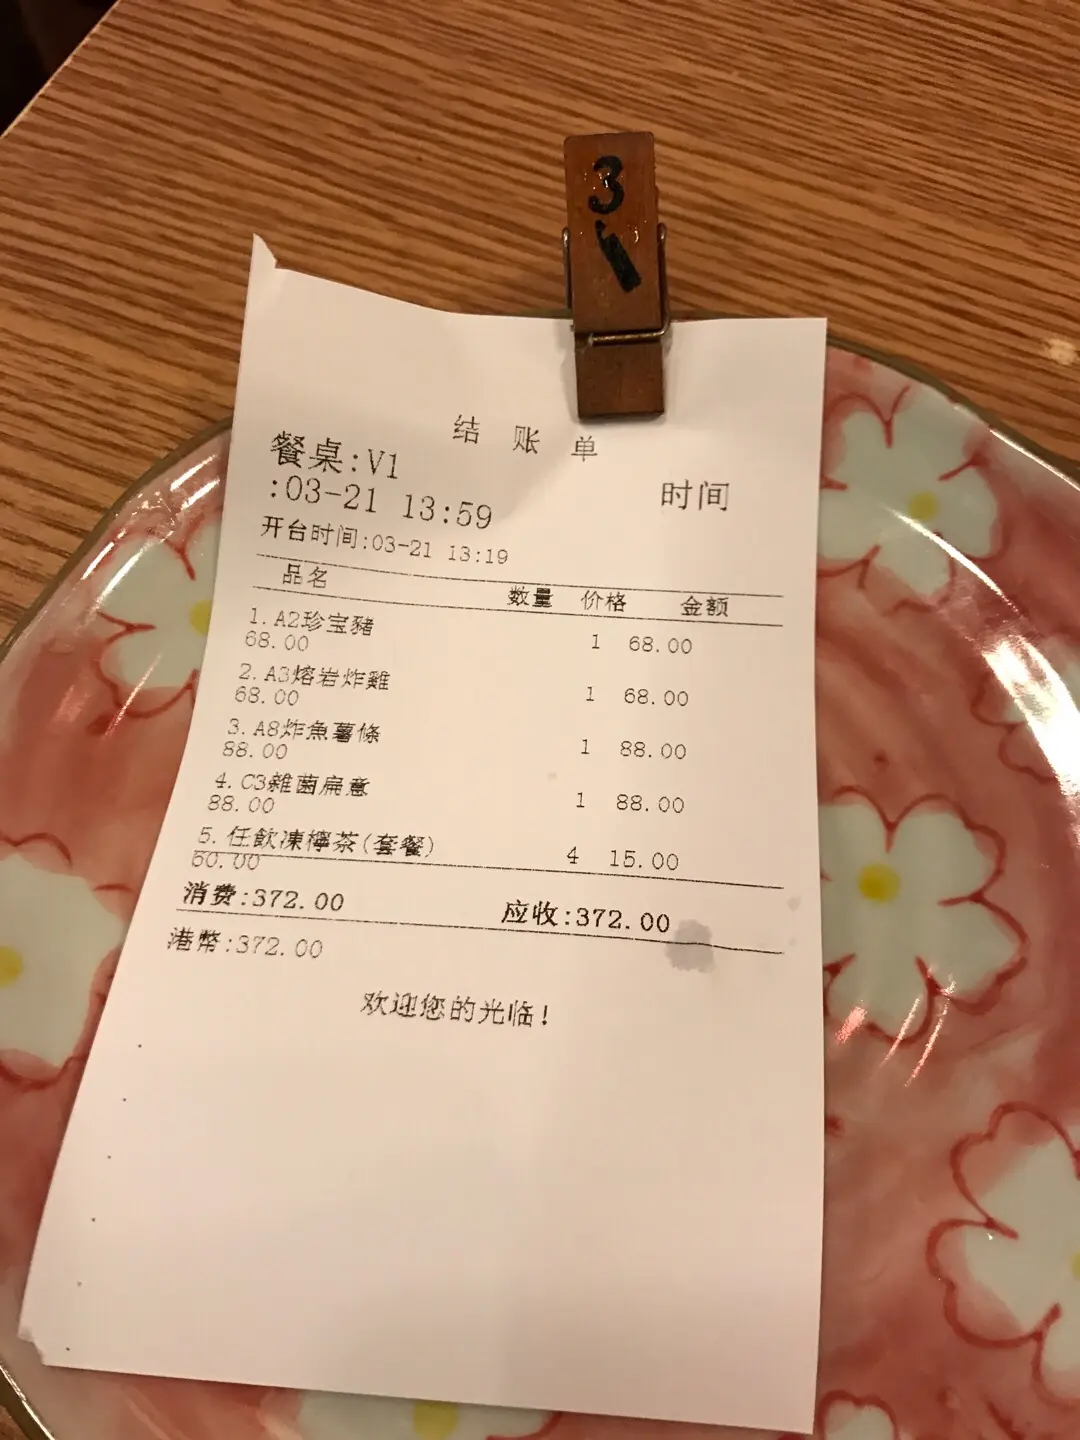 3
结 账 单
餐桌:V1
时间
:03-21 13:59
开台时间:03-21 13:19
品名 数量 价格 金额
1.A2珍宝豬 1 68.00
68.00
2.A3熔岩炸雞 1 68.00
68.00
3.A8炸魚薯條 1 88.00
88.00
4.C3雜菌扁意 1 88.00
88.00
5.任飲凍檸茶(套餐) 4 15.00
60.00
消费:372.00 应收:372.00
港幣:372.00
欢迎您的光临!